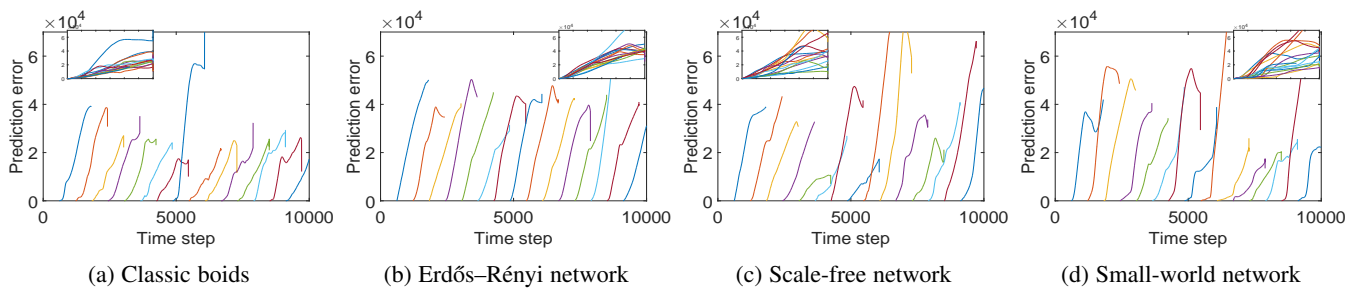 ×10⁴ ×10⁴ ×10⁴ ×10⁴
Prediction error
6
4
2
0
0 5000 10000
Time step
Prediction error
6
4
2
0
0 5000 10000
Time step
Prediction error
6
4
2
0
0 5000 10000
Time step
Prediction error
6
4
2
0
0 5000 10000
Time step
(a) Classic boids
(b) Erdős–Rényi network
(c) Scale-free network
(d) Small-world network